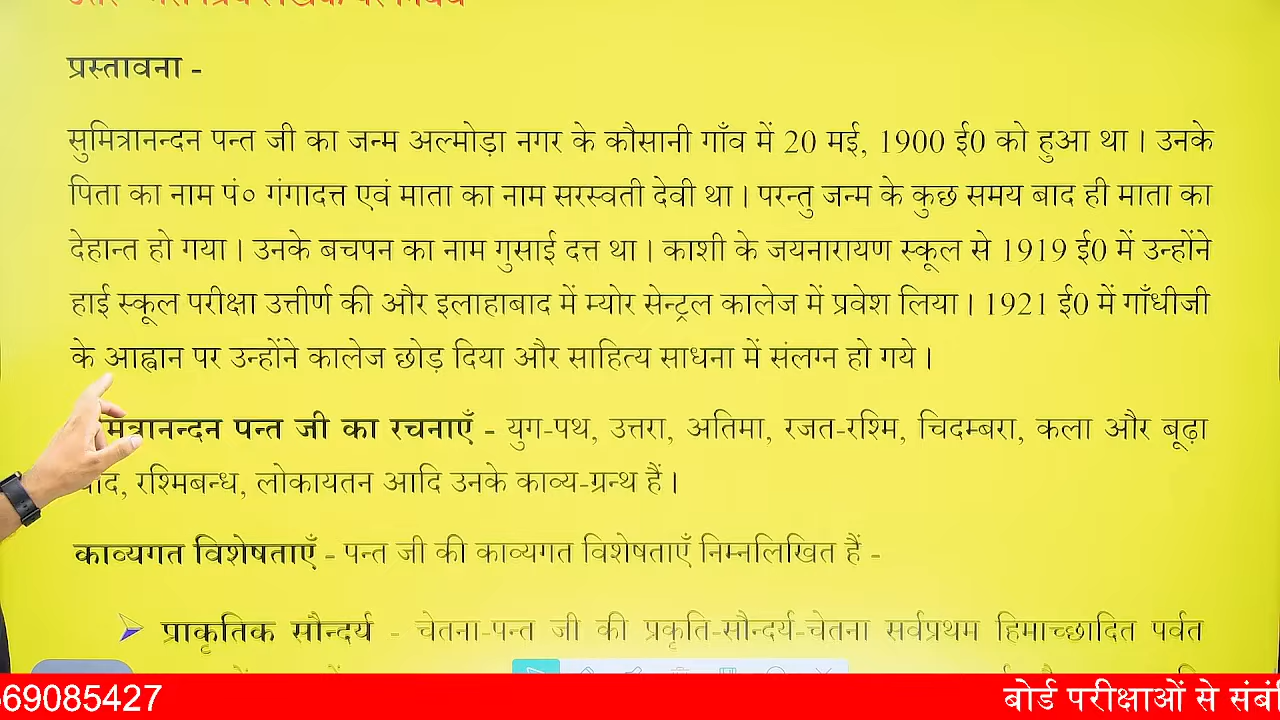 प्रस्तावना -
सुमित्रानन्दन पन्त जी का जन्म अल्मोड़ा नगर के कौसानी गाँव में 20 मई, 1900 ई0 को हुआ था। उनके
पिता का नाम पं० गंगादत्त एवं माता का नाम सरस्वती देवी था। परन्तु जन्म के कुछ समय बाद ही माता का
देहान्त हो गया। उनके बचपन का नाम गुसाई दत्त था। काशी के जयनारायण स्कूल से 1919 ई0 में उन्होंने
हाई स्कूल परीक्षा उत्तीर्ण की और इलाहाबाद में म्योर सेन्ट्रल कालेज में प्रवेश लिया। 1921 ई0 में गाँधीजी
के आह्वान पर उन्होंने कालेज छोड़ दिया और साहित्य साधना में संलग्न हो गये।
पन्त जी का रचनाएँ - युग-पथ, उत्तरा, अतिमा, रजत-रश्मि, चिदम्बरा, कला और बूढ़ा
रश्मिबन्ध, लोकायतन आदि उनके काव्य-ग्रन्थ हैं।
काव्यगत विशेषताएँ - पन्त जी की काव्यगत विशेषताएँ निम्नलिखित हैं -
प्राकृतिक सौन्दर्य - चेतना-पन्त जी की प्रकृति-सौन्दर्य-चेतना सर्वप्रथम हिमाच्छादित पर्वत
69085427
बोर्ड परीक्षाओं से